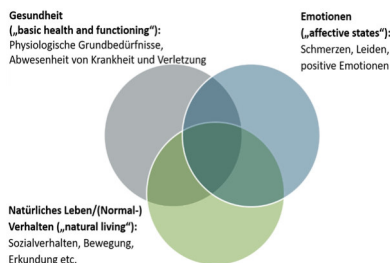 Gesundheit
(„basic health and functioning“):
Physiologische Grundbedürfnisse,
Abwesenheit von Krankheit und Verletzung
Emotionen
(„affective states“):
Schmerzen, Leiden,
positive Emotionen
Natürliches Leben/(Normal-)
Verhalten („natural living“):
Sozialverhalten, Bewegung,
Erkundung etc.